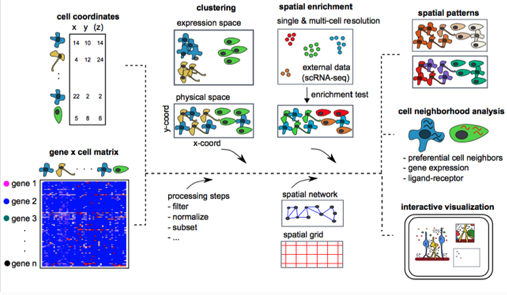 cell coordinates
x y (z)
14 10 14
4 12 24
22 2 2
5 8 6
gene x cell matrix
gene 1
gene 2
gene 3
gene n
clustering
expression space
physical space
y-coord
x-coord
processing steps
- filter
- normalize
- subset
- ...
spatial enrichment
single & multi-cell resolution
external data
(scRNA-seq)
enrichment test
spatial network
spatial grid
spatial patterns
cell neighborhood analysis
- preferential cell neighbors
- gene expression
- ligand-receptor
interactive visualization